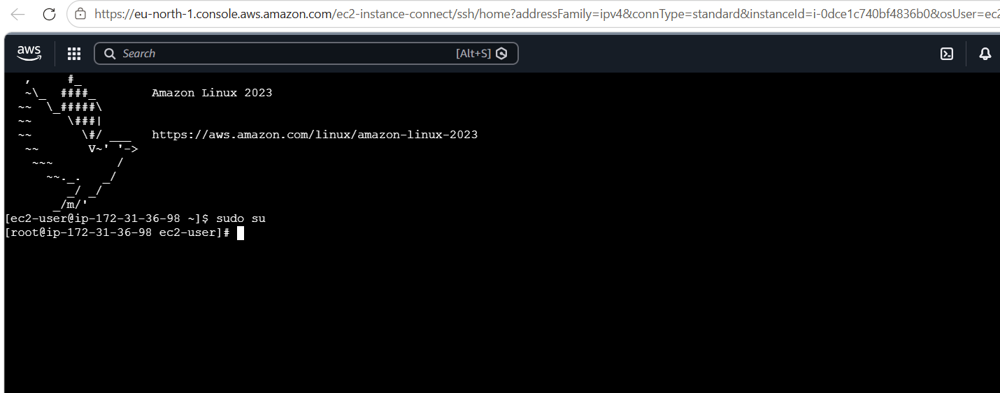 https://eu-north-1.console.aws.amazon.com/ec2-instance-connect/ssh/home?addressFamily=ipv4&connType=standard&instanceId=i-0dce1c740bf4836b0&osUser=ec2
aws
Search
[Alt+S]
   ,     #_
   ~\_  ####_        Amazon Linux 2023
  ~~  \_#####\
  ~~     \###|
  ~~       \#/ ___   https://aws.amazon.com/linux/amazon-linux-2023
   ~~       V~' '->
    ~~~         /
      ~~._.   _/
         _/ _/
       _/m/'
[ec2-user@ip-172-31-36-98 ~]$ sudo su
[root@ip-172-31-36-98 ec2-user]#